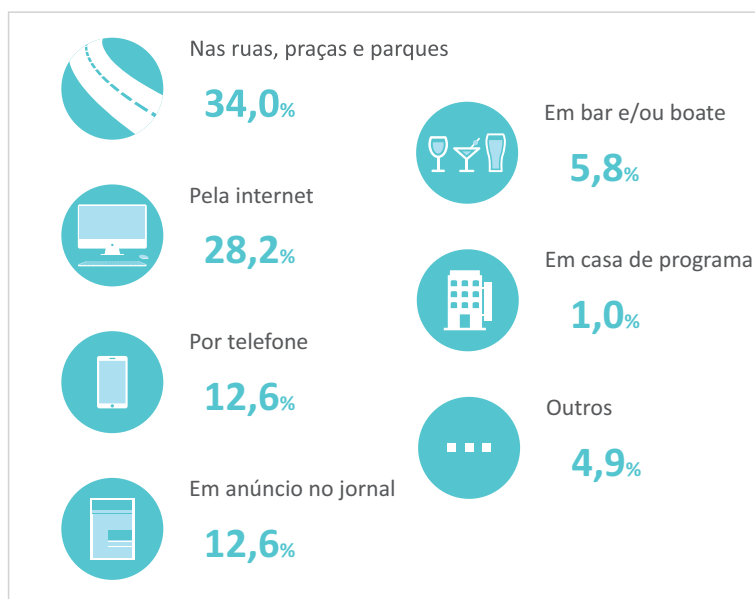 Nas ruas, praças e parques
34,0%
Pela internet
28,2%
Por telefone
12,6%
Em anúncio no jornal
12,6%
Em bar e/ou boate
5,8%
Em casa de programa
1,0%
Outros
4,9%